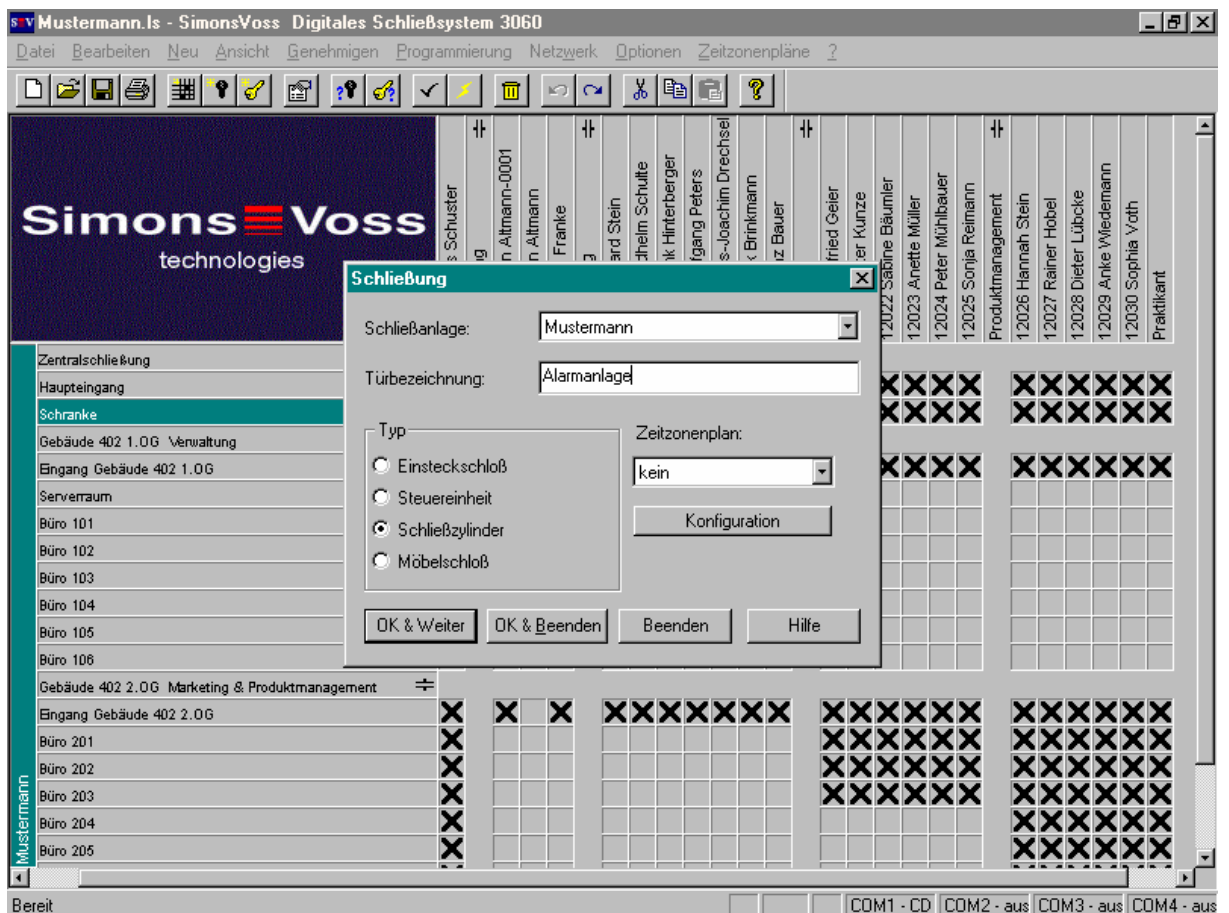 Mustermann.ls - SimonsVoss Digitales Schließsystem 3060
Datei Bearbeiten Neu Ansicht Genehmigen Programmierung Netzwerk Optionen Zeitzonenpläne ?
Simons Voss
technologies
Schuster
Altmann-0001
Altmann
Franke
Stein
Schulte
Hinterberger
Peters
-Joachim Drechsel
Brinkmann
Bauer
Geier
Kunze
12022 Sabine Bäumler
12023 Anette Müller
12024 Peter Mühlbauer
12025 Sonja Reimann
Produktmanagement
12026 Hannah Stein
12027 Rainer Hobel
12028 Dieter Lübcke
12029 Anke Wiedemann
12030 Sophia Voth
Praktikant
Mustermann
Zentralschließung
Haupteingang
Schranke
Gebäude 402 1.OG Verwaltung
Eingang Gebäude 402 1.OG
Serverraum
Büro 101
Büro 102
Büro 103
Büro 104
Büro 105
Büro 106
Gebäude 402 2.OG Marketing & Produktmanagement
Eingang Gebäude 402 2.OG
Büro 201
Büro 202
Büro 203
Büro 204
Büro 205
Schließung
Schließanlage: Mustermann
Türbezeichnung: Alarmanlage
Typ
Einsteckschloß
Steuereinheit
Schließzylinder
Möbelschloß
Zeitzonenplan:
kein
Konfiguration
OK & Weiter OK & Beenden Beenden Hilfe
Bereit COM1 - CD COM2 - aus COM3 - aus COM4 - aus